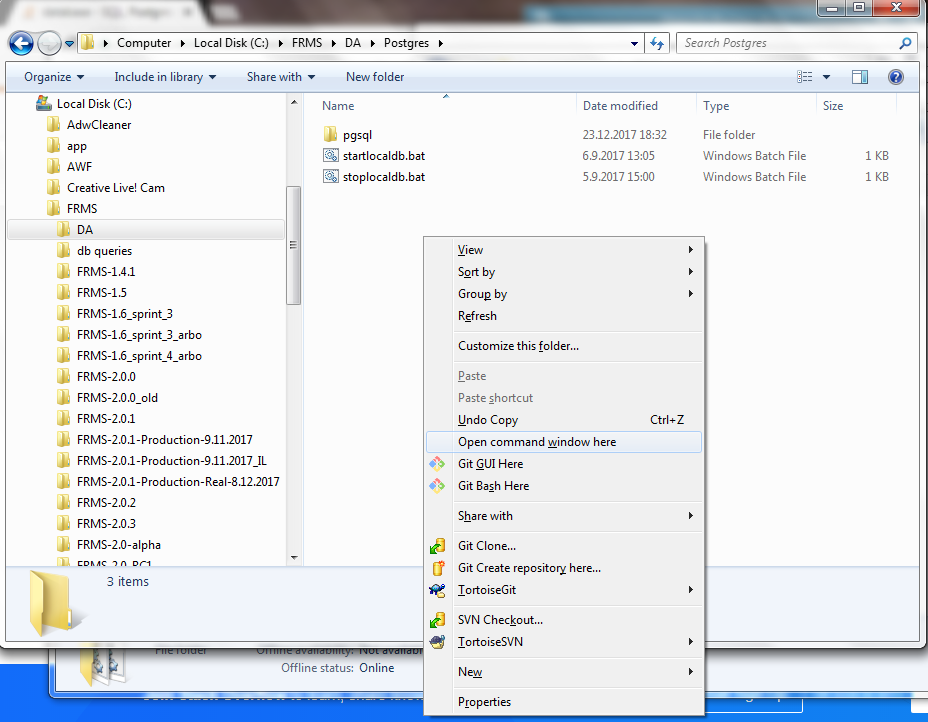 Computer Local Disk (C:) FRMS DA Postgres Search Postgres
Organize Include in library Share with New folder
Local Disk (C:)
AdwCleaner
app
AWF
Creative Live! Cam
FRMS
DA
db queries
FRMS-1.4.1
FRMS-1.5
FRMS-1.6_sprint_3
FRMS-1.6_sprint_3_arbo
FRMS-1.6_sprint_4_arbo
FRMS-2.0.0
FRMS-2.0.0_old
FRMS-2.0.1
FRMS-2.0.1-Production-9.11.2017
FRMS-2.0.1-Production-9.11.2017_IL
FRMS-2.0.1-Production-Real-8.12.2017
FRMS-2.0.2
FRMS-2.0.3
FRMS-2.0-alpha
FRMS-2.0_RC1
Name Date modified Type Size
pgsql 23.12.2017 18:32 File folder
startlocaldb.bat 6.9.2017 13:05 Windows Batch File 1 KB
stoplocaldb.bat 5.9.2017 15:00 Windows Batch File 1 KB
View
Sort by
Group by
Refresh
Customize this folder...
Paste
Paste shortcut
Undo Copy Ctrl+Z
Open command window here
Git GUI Here
Git Bash Here
Share with
Git Clone...
Git Create repository here...
TortoiseGit
SVN Checkout...
TortoiseSVN
New
Properties
3 items
File folder Offline availability: Not available
Offline status: Online